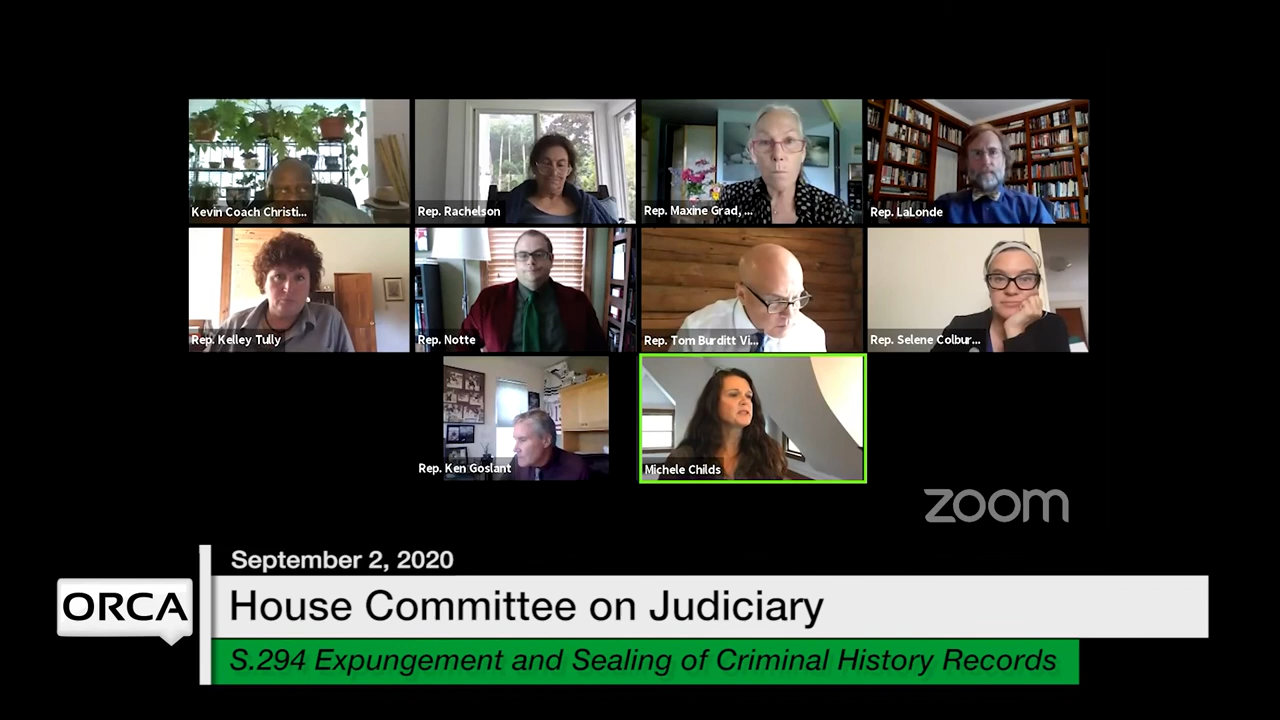 Kevin Coach Christi...
Rep. Rachelson
Rep. Maxine Grad, ...
Rep. LaLonde
Rep. Kelley Tully
Rep. Notte
Rep. Tom Burditt Vi...
Rep. Selene Colbur...
Rep. Ken Goslant
Michele Childs
zoom
September 2, 2020
ORCA
House Committee on Judiciary
S.294 Expungement and Sealing of Criminal History Records